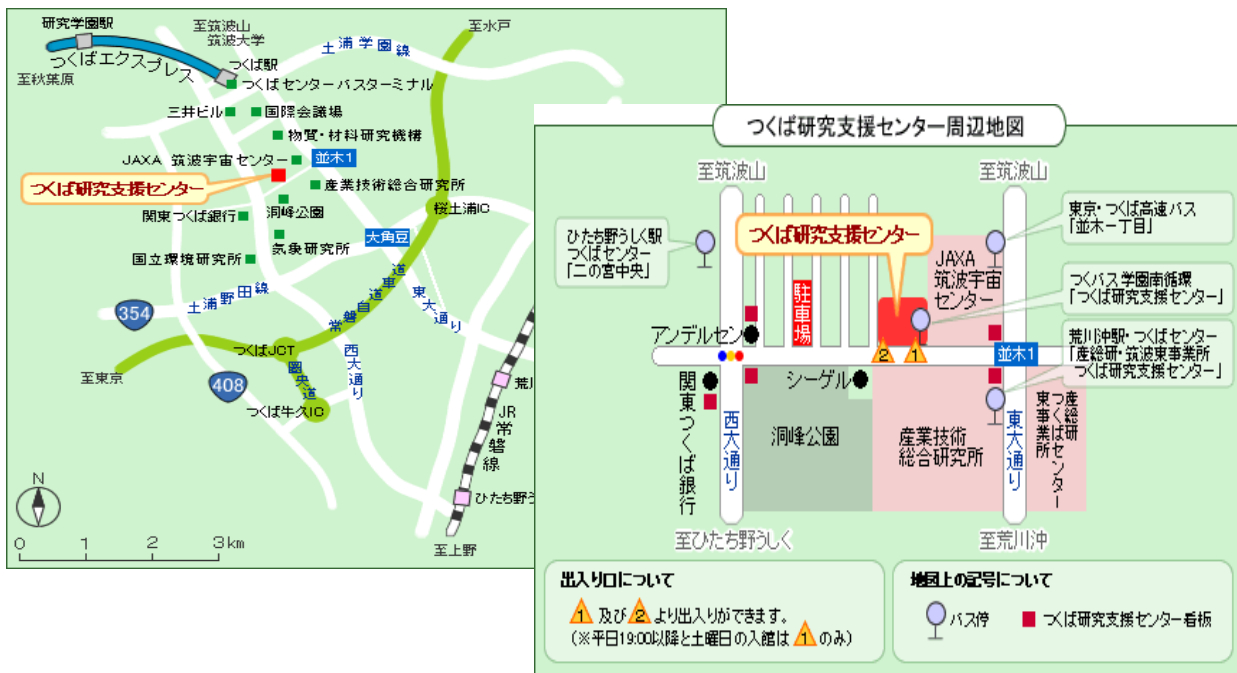 研究学園駅
至筑波山
筑波大学
至水戸
土浦学園線
つくばエクスプレス
つくば駅
至秋葉原
つくばセンターバスターミナル
三井ビル
国際会議場
物質・材料研究機構
JAXA 筑波宇宙センター
並木1
つくば研究支援センター
産業技術総合研究所
洞峰公園
桜土浦IC
関東つくば銀行
大角豆
気象研究所
国立環境研究所
土浦野田線
常磐自動車道
東大通り
354
つくばJCT
西大通り
至東京
408
圏央道
つくば牛久IC
荒川
JR常磐線
ひたち野う
至上野
N
0 1 2 3km
つくば研究支援センター周辺地図
至筑波山
至筑波山
ひたち野うしく駅
つくばセンター
「二の宮中央」
つくば研究支援センター
東京・つくば高速バス
「並木一丁目」
JAXA
筑波宇宙
センター
つくバス学園南循環
「つくば研究支援センター」
駐車場
アンデルセン
2
1
並木1
荒川沖駅・つくばセンター
「産総研・筑波東事業所
つくば研究支援センター」
関東つくば銀行
シーゲル
西大通り
洞峰公園
産業技術
総合研究所
東大通り
産総研
つくばセンター
東事業所
至ひたち野うしく
至荒川沖
出入り口について
1 及び 2 より出入りができます。
(※平日19:00以降と土曜日の入館は 1 のみ)
地図上の記号について
バス停
つくば研究支援センター看板